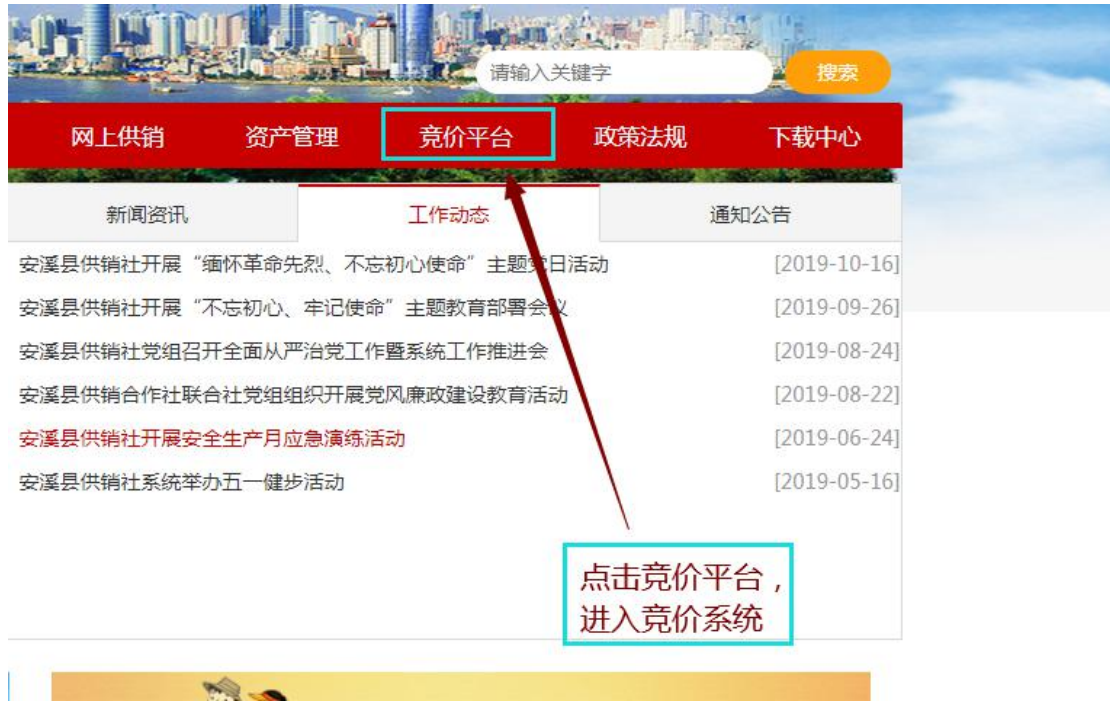 请输入关键字 搜索
网上供销 资产管理 竞价平台 政策法规 下载中心
新闻资讯 工作动态 通知公告
安溪县供销社开展“缅怀革命先烈、不忘初心使命”主题党日活动 [2019-10-16]
安溪县供销社开展“不忘初心、牢记使命”主题教育部署会议 [2019-09-26]
安溪县供销社党组召开全面从严治党工作暨系统工作推进会 [2019-08-24]
安溪县供销合作社联合社党组组织开展党风廉政建设教育活动 [2019-08-22]
安溪县供销社开展安全生产月应急演练活动 [2019-06-24]
安溪县供销社系统举办五一健步活动 [2019-05-16]
点击竞价平台，
进入竞价系统